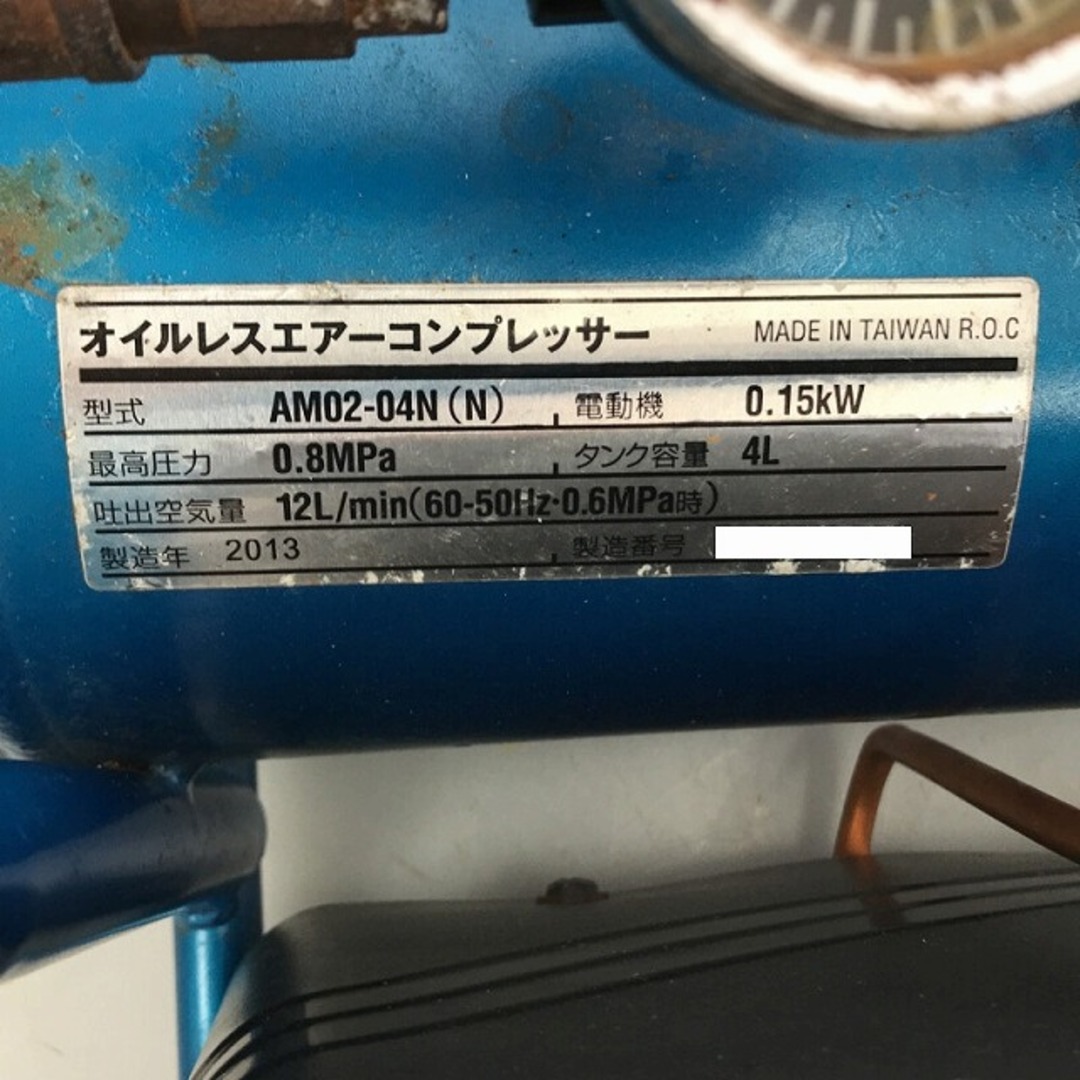 オイルレスエアーコンプレッサー MADE IN TAIWAN R.O.C
型式 AM02-04N(N) 電動機 0.15kW
最高圧力 0.8MPa タンク容量 4L
吐出空気量 12L/min(60-50Hz·0.6MPa時)
製造年 2013 製造番号